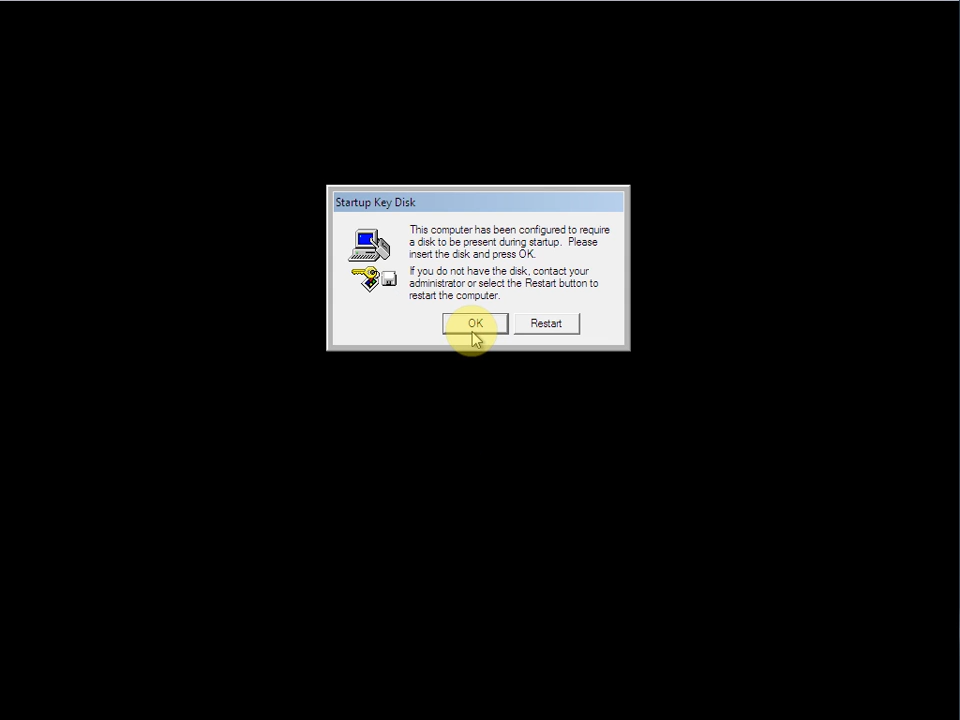 Startup Key Disk
This computer has been configured to require
a disk to be present during startup.  Please
insert the disk and press OK.
If you do not have the disk, contact your
administrator or select the Restart button to
restart the computer.
OK
Restart